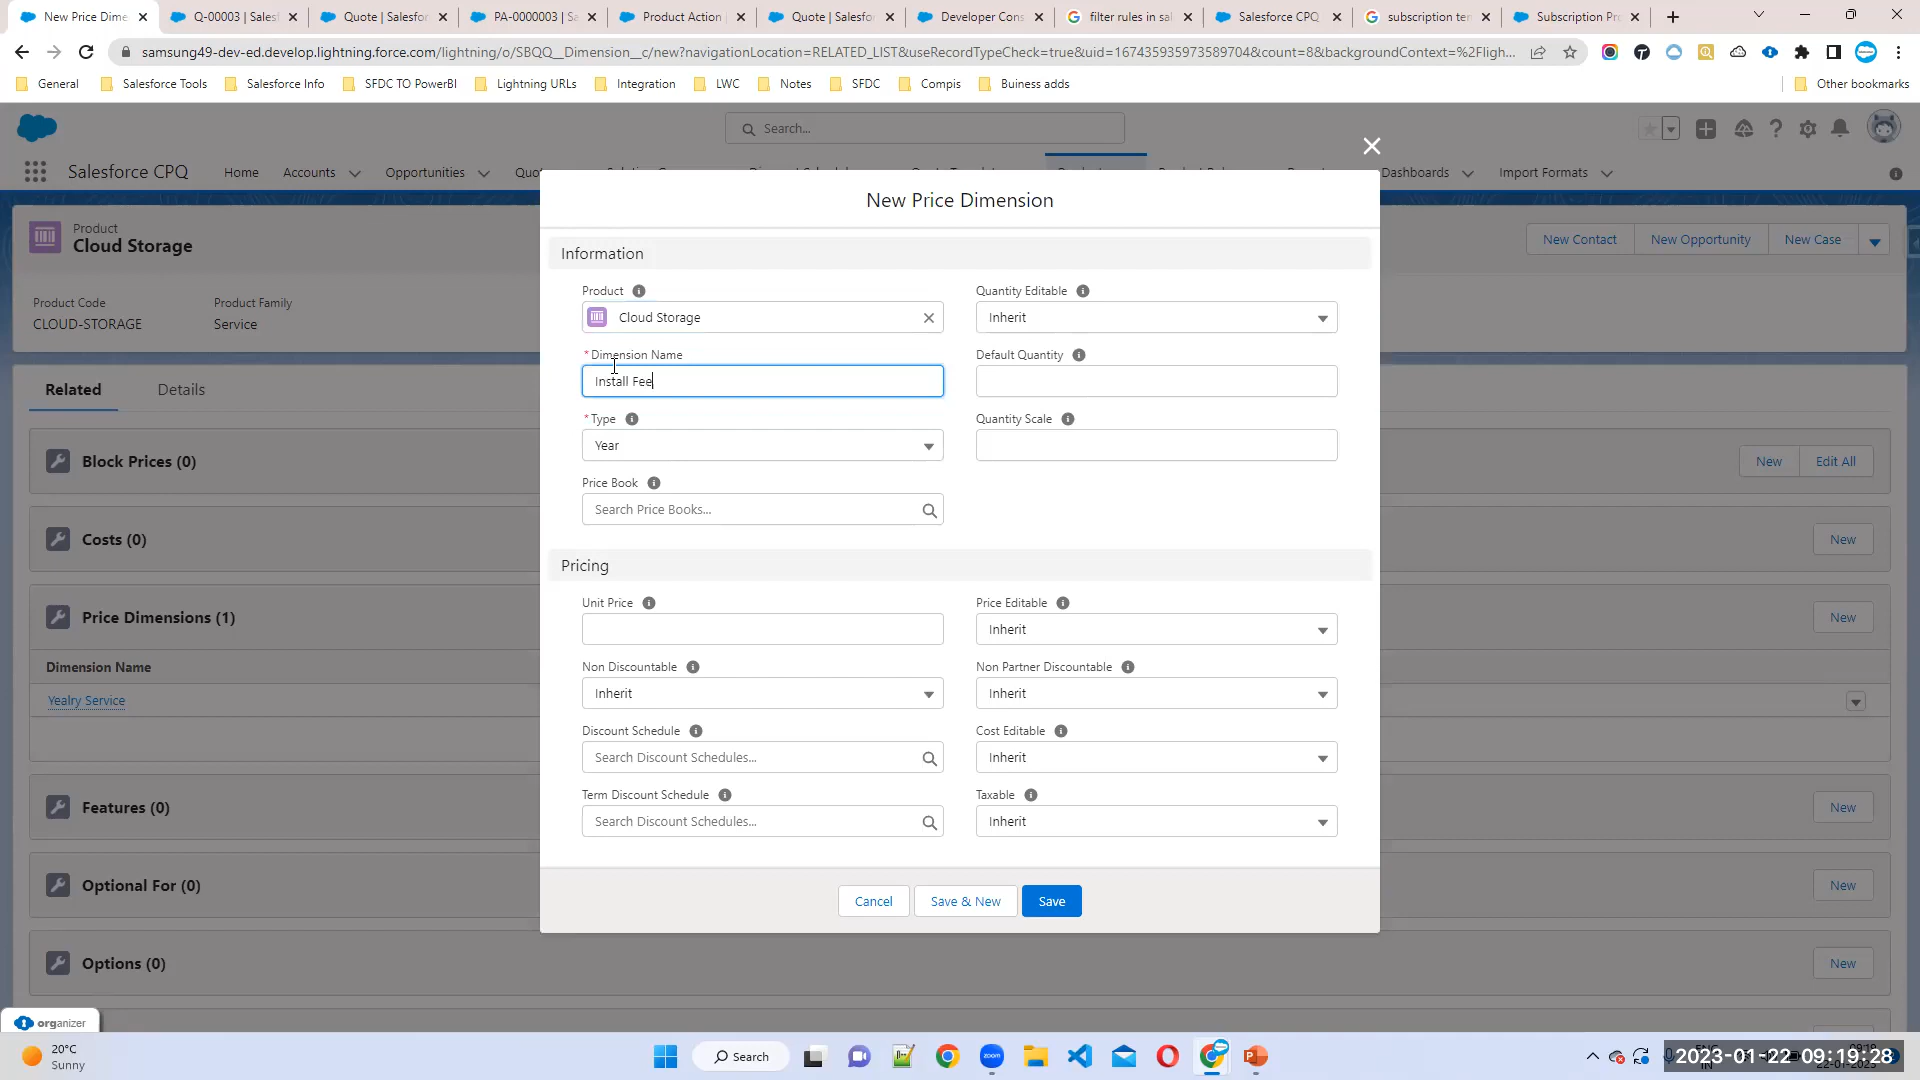 New Price Dime
Q-00003 | Sales
Quote | Salesfor
PA-0000003 | Sa
Product Action
Quote | Salesfor
Developer Cons
filter rules in sal
Salesforce CPQ
subscription ter
Subscription Pr
samsung49-dev-ed.develop.lightning.force.com/lightning/o/SBQQ__Dimension__c/new?navigationLocation=RELATED_LIST&useRecordTypeCheck=true&uid=167435935973589704&count=8&backgroundContext=%2Fligh...
General
Salesforce Tools
Salesforce Info
SFDC TO PowerBI
Lightning URLs
Integration
LWC
Notes
SFDC
Compis
Buiness adds
Other bookmarks
Search...
Salesforce CPQ
Home
Accounts
Opportunities
Dashboards
Import Formats
Product
Cloud Storage
New Contact
New Opportunity
New Case
Product Code
CLOUD-STORAGE
Product Family
Service
Related
Details
Block Prices (0)
New
Edit All
Costs (0)
New
Price Dimensions (1)
New
Dimension Name
Yealry Service
Features (0)
New
Optional For (0)
New
Options (0)
New
New Price Dimension
Information
Product
Cloud Storage
Quantity Editable
Inherit
*Dimension Name
Install Fee
Default Quantity
*Type
Year
Quantity Scale
Price Book
Search Price Books...
Pricing
Unit Price
Price Editable
Inherit
Non Discountable
Inherit
Non Partner Discountable
Inherit
Discount Schedule
Search Discount Schedules...
Cost Editable
Inherit
Term Discount Schedule
Search Discount Schedules...
Taxable
Inherit
Cancel
Save & New
Save
organizer
20°C
Sunny
Search
zoom
2023-01-22 09:19:28